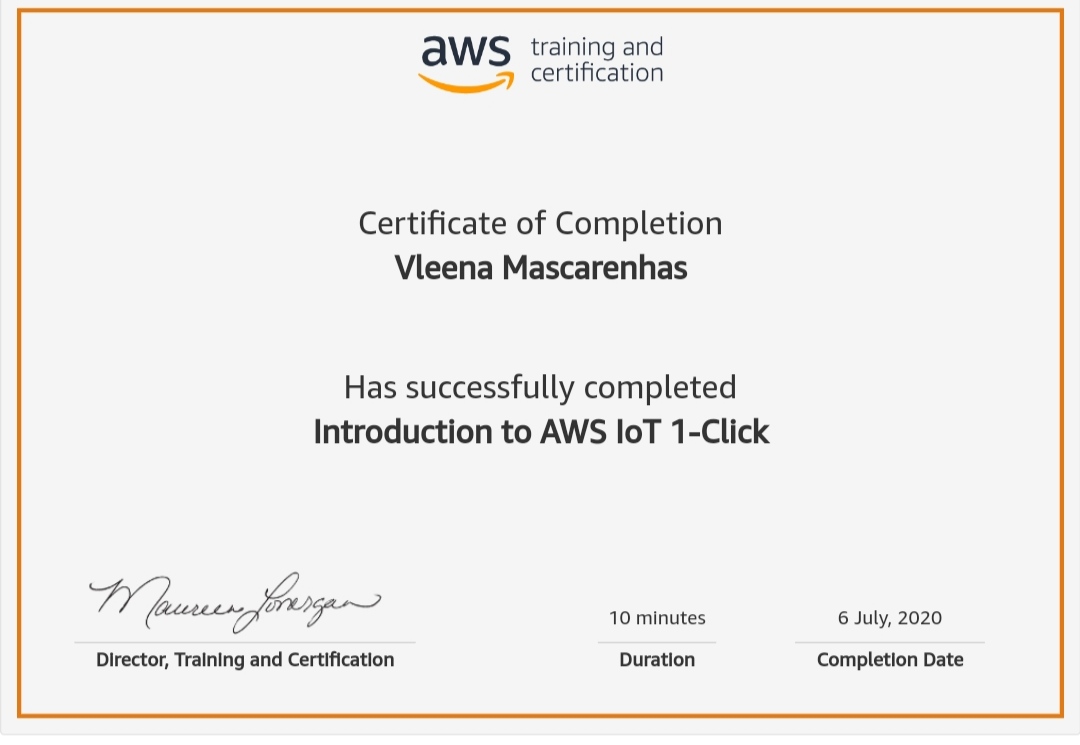 aws training and
certification
Certificate of Completion
Vleena Mascarenhas
Has successfully completed
Introduction to AWS IoT 1-Click
Maureen Lonergan
Director, Training and Certification
10 minutes
Duration
6 July, 2020
Completion Date